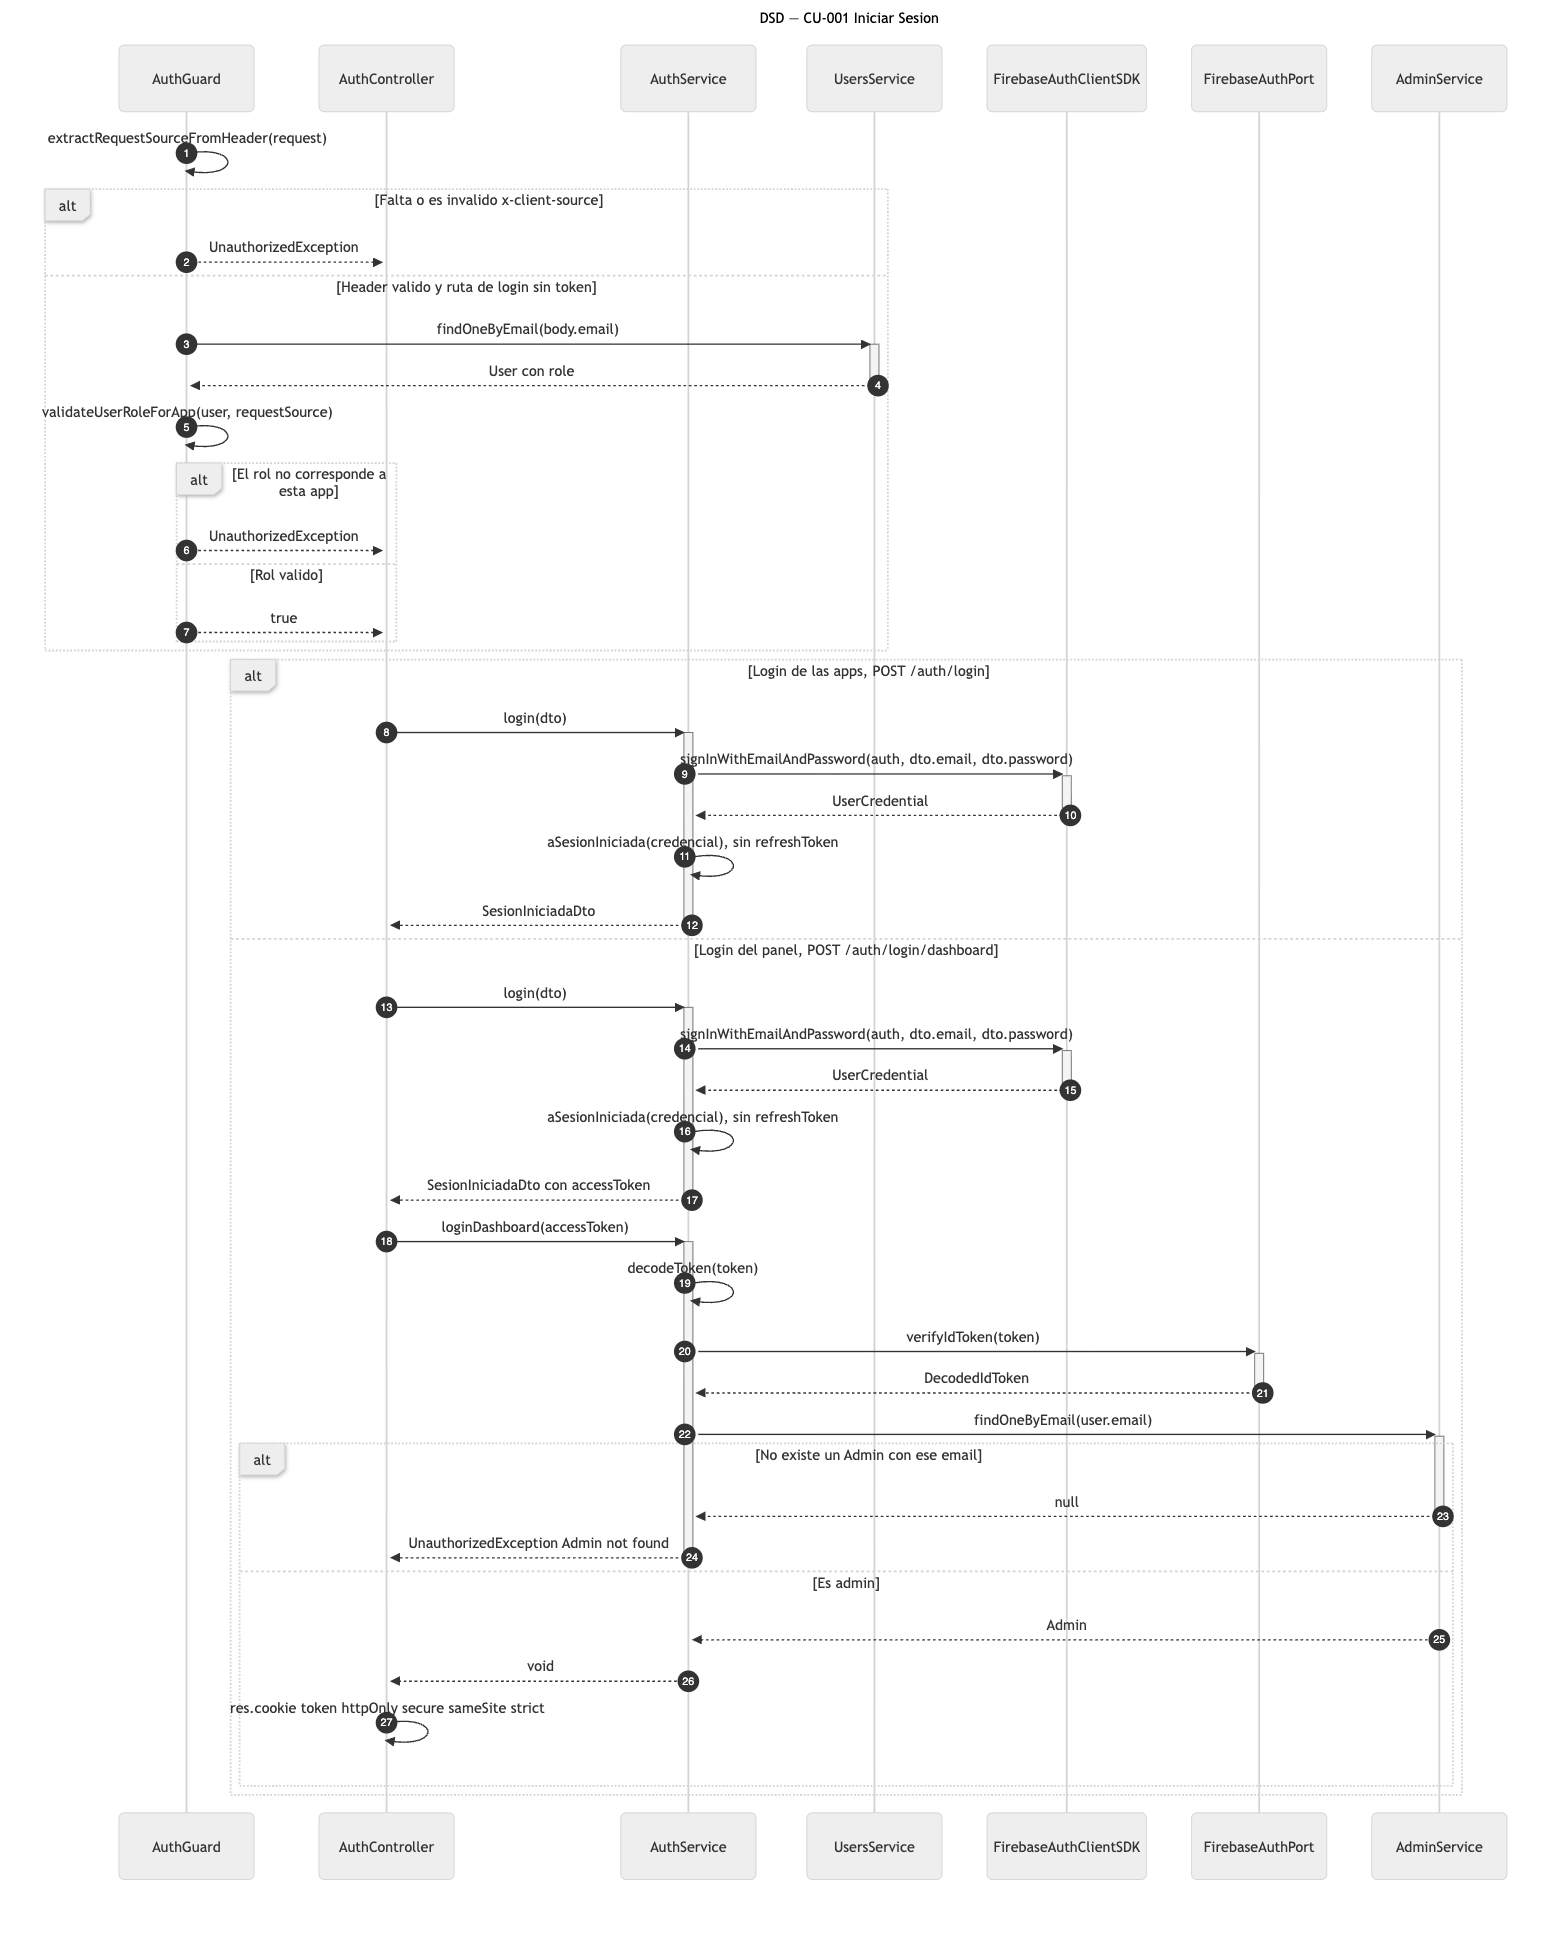 DSD — CU-001 Iniciar Sesion
AuthGuard
AuthController
AuthService
UsersService
FirebaseAuthClientSDK
FirebaseAuthPort
AdminService
extractRequestSourceFromHeader(request)
1
alt
[Falta o es invalido x-client-source]
UnauthorizedException
2
[Header valido y ruta de login sin token]
findOneByEmail(body.email)
3
User con role
4
validateUserRoleForApp(user, requestSource)
5
alt
[El rol no corresponde a
esta app]
UnauthorizedException
6
[Rol valido]
true
7
alt
[Login de las apps, POST /auth/login]
login(dto)
8
signInWithEmailAndPassword(auth, dto.email, dto.password)
9
UserCredential
10
aSesionIniciada(credencial), sin refreshToken
11
SesionIniciadaDto
12
[Login del panel, POST /auth/login/dashboard]
login(dto)
13
signInWithEmailAndPassword(auth, dto.email, dto.password)
14
UserCredential
15
aSesionIniciada(credencial), sin refreshToken
16
SesionIniciadaDto con accessToken
17
loginDashboard(accessToken)
18
decodeToken(token)
19
verifyIdToken(token)
20
DecodedIdToken
21
findOneByEmail(user.email)
22
alt
[No existe un Admin con ese email]
null
23
UnauthorizedException Admin not found
24
[Es admin]
Admin
25
void
26
res.cookie token httpOnly secure sameSite strict
27
AuthGuard
AuthController
AuthService
UsersService
FirebaseAuthClientSDK
FirebaseAuthPort
AdminService